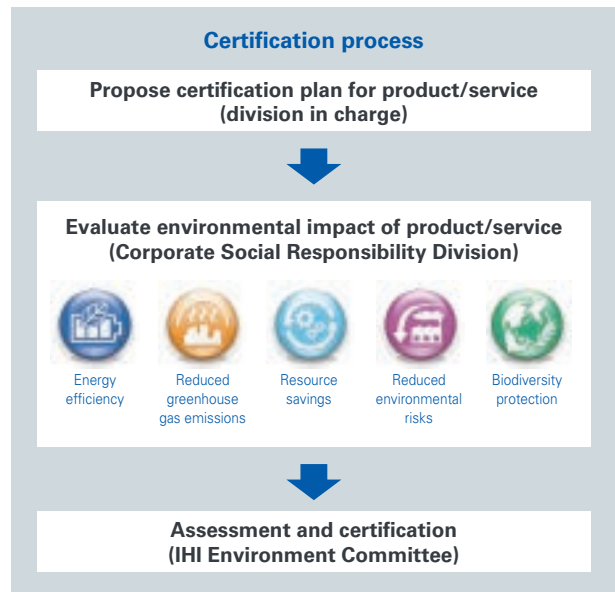 Certification process
Propose certification plan for product/service
(division in charge)
Evaluate environmental impact of product/service
(Corporate Social Responsibility Division)
Energy
efficiency
Reduced
greenhouse
gas emissions
Resource
savings
Reduced
environmental
risks
Biodiversity
protection
Assessment and certification
(IHI Environment Committee)